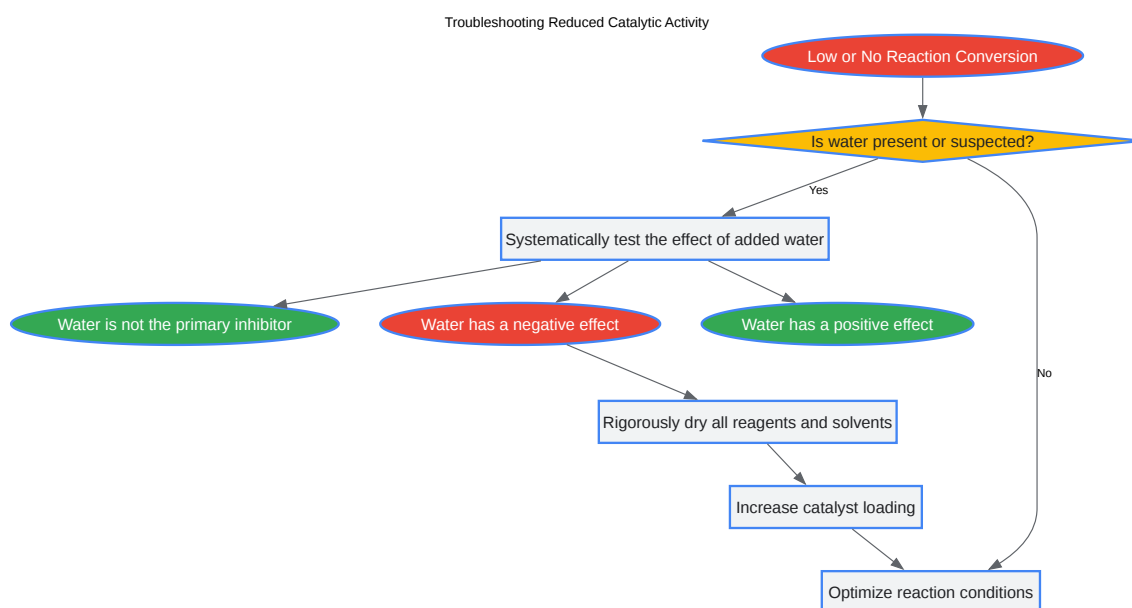 Troubleshooting Reduced Catalytic Activity
Low or No Reaction Conversion
Is water present or suspected?
Yes
Systematically test the effect of added water
Water is not the primary inhibitor
Water has a negative effect
Water has a positive effect
No
Rigorously dry all reagents and solvents
Increase catalyst loading
Optimize reaction conditions